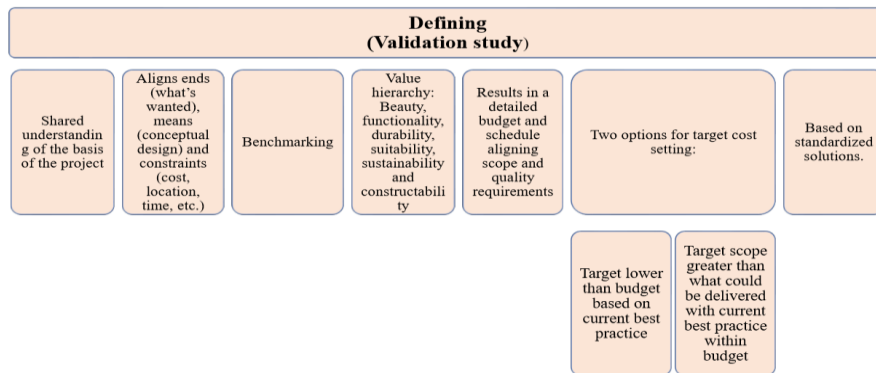 Defining
(Validation study)
Shared
understandin
g of the basis
of the project
Aligns ends
(what's
wanted),
means
(conceptual
design) and
constraints
(cost,
location,
time, etc.)
Benchmarking
Value
hierarchy:
Beauty,
functionality,
durability,
suitability,
sustainability
and
constructabili
ty
Results in a
detailed
budget and
schedule
aligning
scope and
quality
requirements
Two options for target cost
setting:
Based on
standardized
solutions.
Target lower
than budget
based on
current best
practice
Target scope
greater than
what could
be delivered
with current
best practice
within
budget